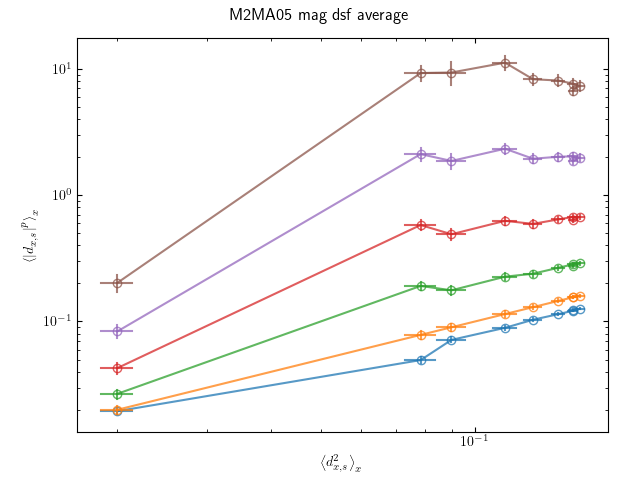 M2MA05 mag dsf average
10¹
10⁰
10⁻¹
⟨|d_{x,s}|^p⟩_x
10⁻¹
⟨d²_{x,s}⟩_x